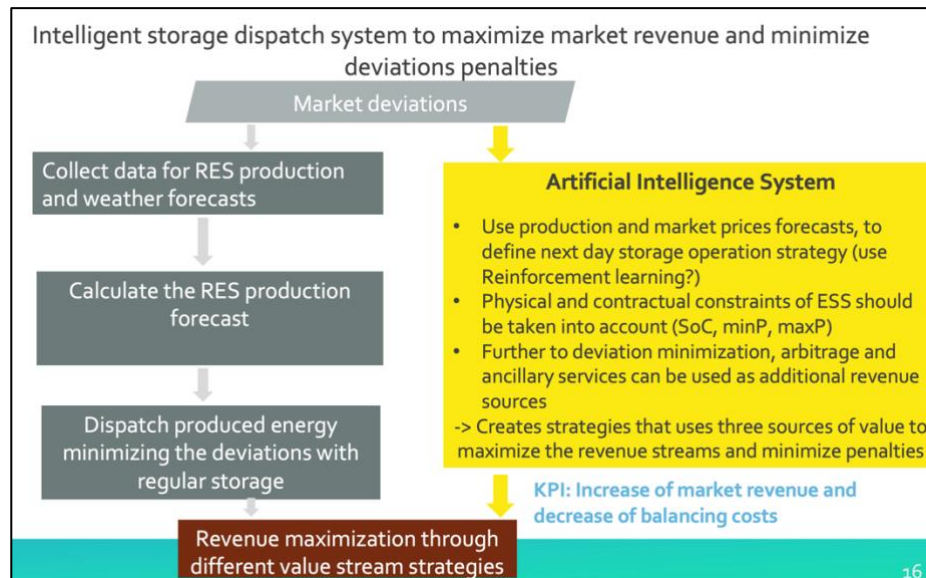 Intelligent storage dispatch system to maximize market revenue and minimize
deviations penalties
Market deviations
Collect data for RES production
and weather forecasts
Calculate the RES production
forecast
Dispatch produced energy
minimizing the deviations with
regular storage
Artificial Intelligence System
• Use production and market prices forecasts, to
define next day storage operation strategy (use
Reinforcement learning?)
• Physical and contractual constraints of ESS should
be taken into account (SoC, minP, maxP)
• Further to deviation minimization, arbitrage and
ancillary services can be used as additional revenue
sources
-> Creates strategies that uses three sources of value to
maximize the revenue streams and minimize penalties
KPI: Increase of market revenue and
decrease of balancing costs
Revenue maximization through
different value stream strategies
16